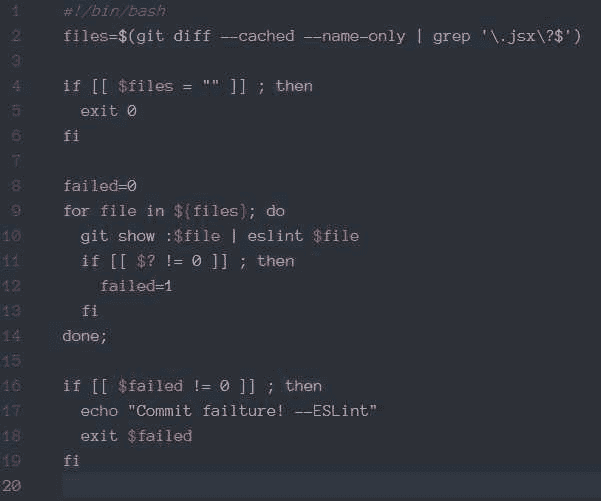 1 #!/bin/bash
2 files=$(git diff --cached --name-only | grep '\.jsx\?$')
3
4 if [[ $files = "" ]] ; then
5 exit 0
6 fi
7
8 failed=0
9 for file in ${files}; do
10 git show :$file | eslint $file
11 if [[ $? != 0 ]] ; then
12 failed=1
13 fi
14 done;
15
16 if [[ $failed != 0 ]] ; then
17 echo "Commit failture! --ESLint"
18 exit $failed
19 fi
20